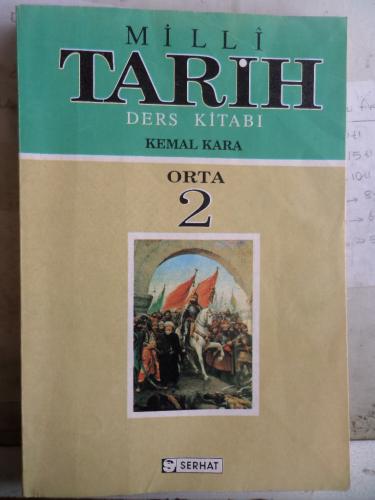 MİLLÎ
TARİH
DERS KİTABI
KEMAL KARA
ORTA
2
S SERHAT